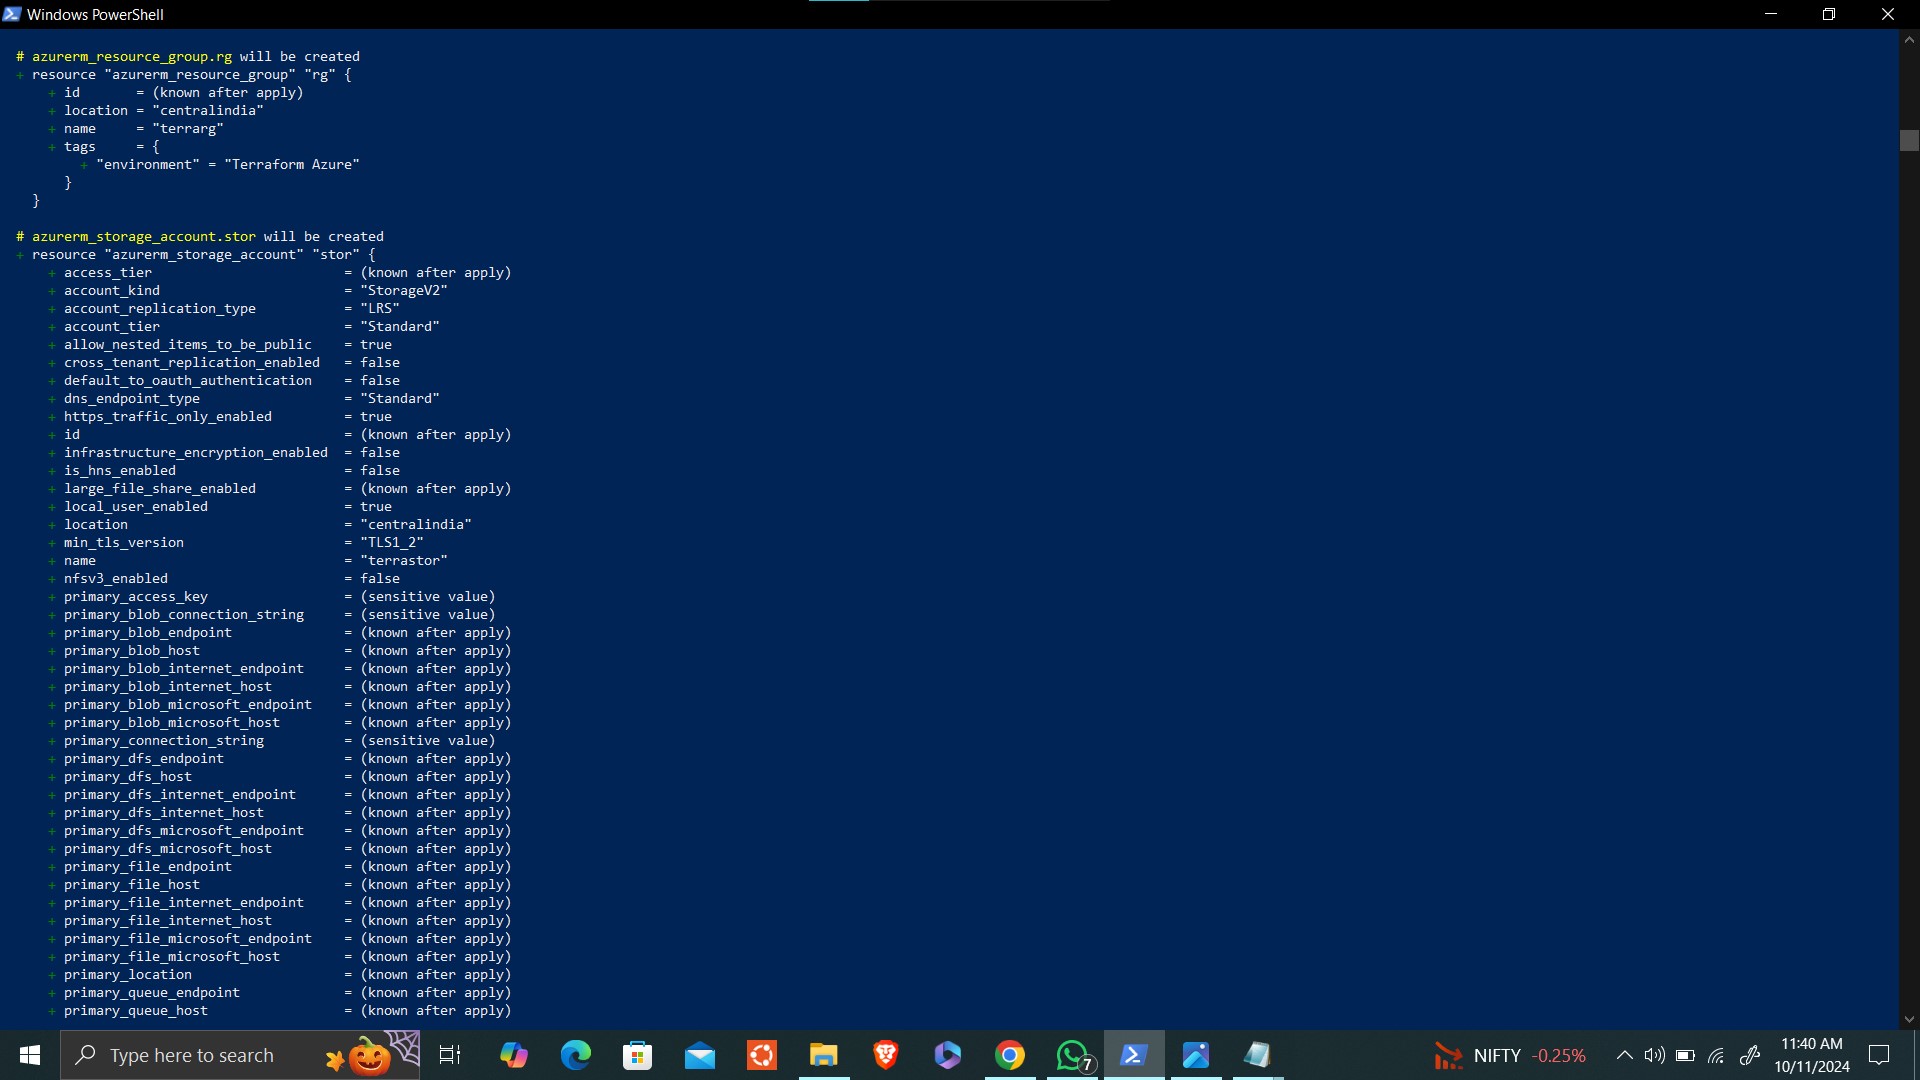 Windows PowerShell
# azurerm_resource_group.rg will be created
+ resource "azurerm_resource_group" "rg" {
+ id = (known after apply)
+ location = "centralindia"
+ name = "terrarg"
+ tags = {
+ "environment" = "Terraform Azure"
}
}
# azurerm_storage_account.stor will be created
+ resource "azurerm_storage_account" "stor" {
+ access_tier = (known after apply)
+ account_kind = "StorageV2"
+ account_replication_type = "LRS"
+ account_tier = "Standard"
+ allow_nested_items_to_be_public = true
+ cross_tenant_replication_enabled = false
+ default_to_oauth_authentication = false
+ dns_endpoint_type = "Standard"
+ https_traffic_only_enabled = true
+ id = (known after apply)
+ infrastructure_encryption_enabled = false
+ is_hns_enabled = false
+ large_file_share_enabled = (known after apply)
+ local_user_enabled = true
+ location = "centralindia"
+ min_tls_version = "TLS1_2"
+ name = "terrastor"
+ nfsv3_enabled = false
+ primary_access_key = (sensitive value)
+ primary_blob_connection_string = (sensitive value)
+ primary_blob_endpoint = (known after apply)
+ primary_blob_host = (known after apply)
+ primary_blob_internet_endpoint = (known after apply)
+ primary_blob_internet_host = (known after apply)
+ primary_blob_microsoft_endpoint = (known after apply)
+ primary_blob_microsoft_host = (known after apply)
+ primary_connection_string = (sensitive value)
+ primary_dfs_endpoint = (known after apply)
+ primary_dfs_host = (known after apply)
+ primary_dfs_internet_endpoint = (known after apply)
+ primary_dfs_internet_host = (known after apply)
+ primary_dfs_microsoft_endpoint = (known after apply)
+ primary_dfs_microsoft_host = (known after apply)
+ primary_file_endpoint = (known after apply)
+ primary_file_host = (known after apply)
+ primary_file_internet_endpoint = (known after apply)
+ primary_file_internet_host = (known after apply)
+ primary_file_microsoft_endpoint = (known after apply)
+ primary_file_microsoft_host = (known after apply)
+ primary_location = (known after apply)
+ primary_queue_endpoint = (known after apply)
+ primary_queue_host = (known after apply)
Type here to search
7
NIFTY -0.25%
11:40 AM
10/11/2024